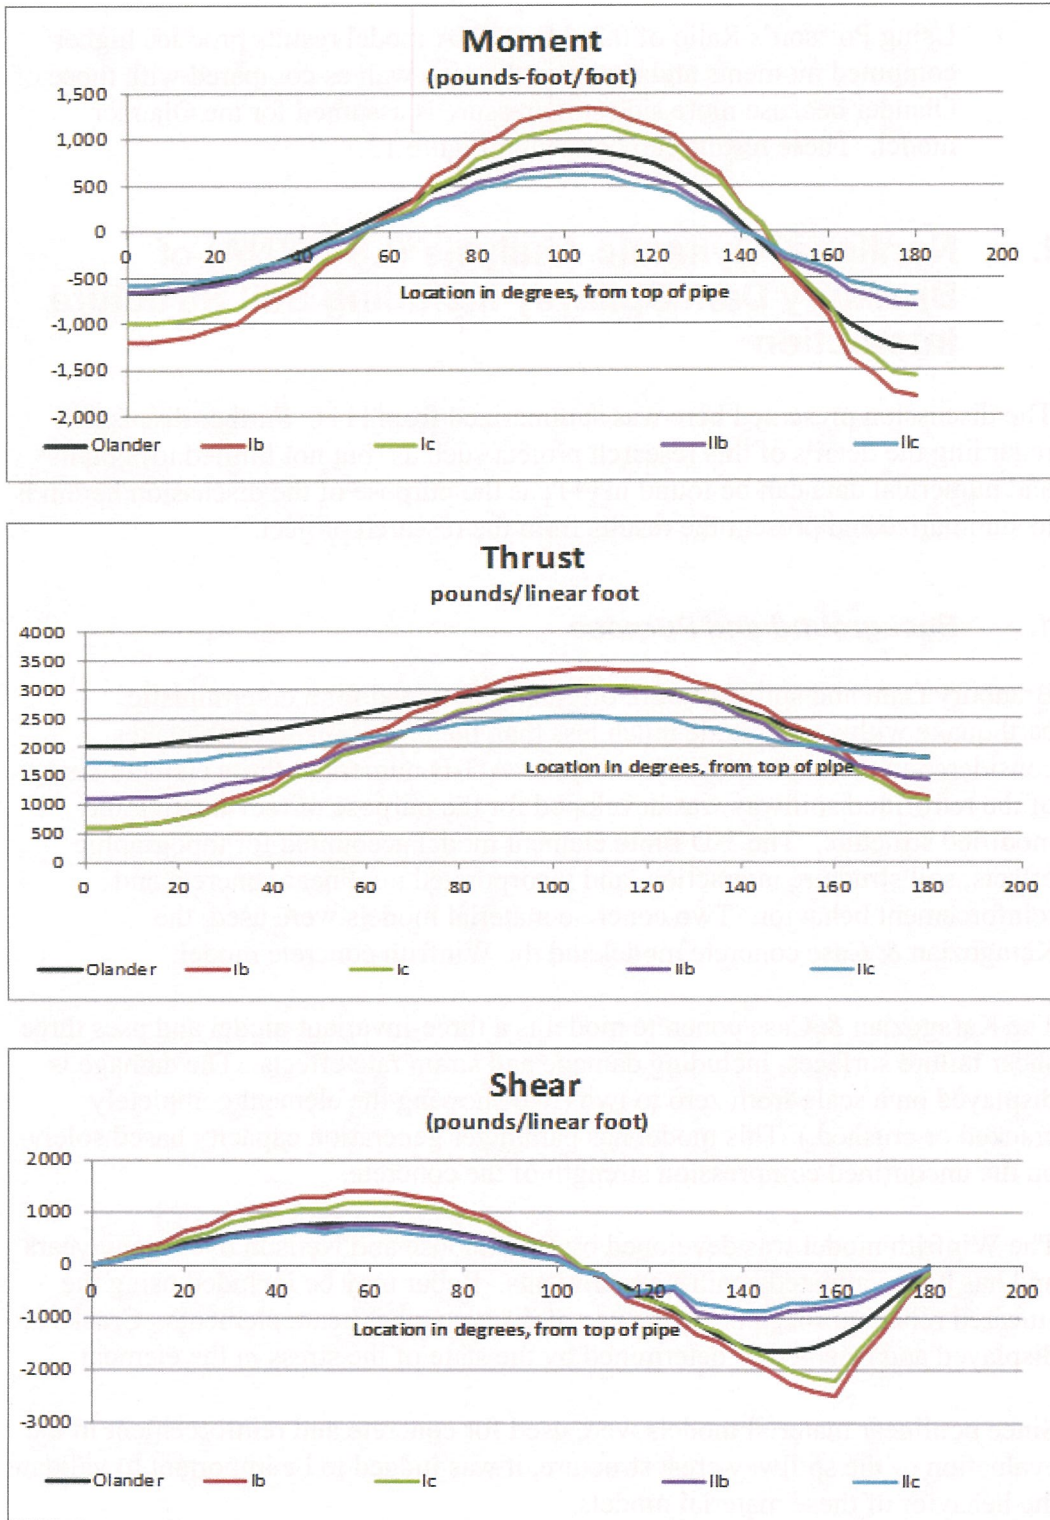 Moment
(pounds-foot/foot)
1,500
1,000
500
0
-500
-1,000
-1,500
-2,000
0 20 40 60 80 100 120 140 160 180 200
Location in degrees, from top of pipe
Olander Ib Ic IIb IIc
Thrust
pounds/linear foot
4000
3500
3000
2500
2000
1500
1000
500
0
Location in degrees, from top of pipe
0 20 40 60 80 100 120 140 160 180 200
Olander Ib Ic IIb IIc
Shear
(pounds/linear foot)
2000
1000
0
-1000
-2000
-3000
0 20 40 60 80 100 120 140 160 180 200
Location in degrees, from top of pipe
Olander Ib Ic IIb IIc